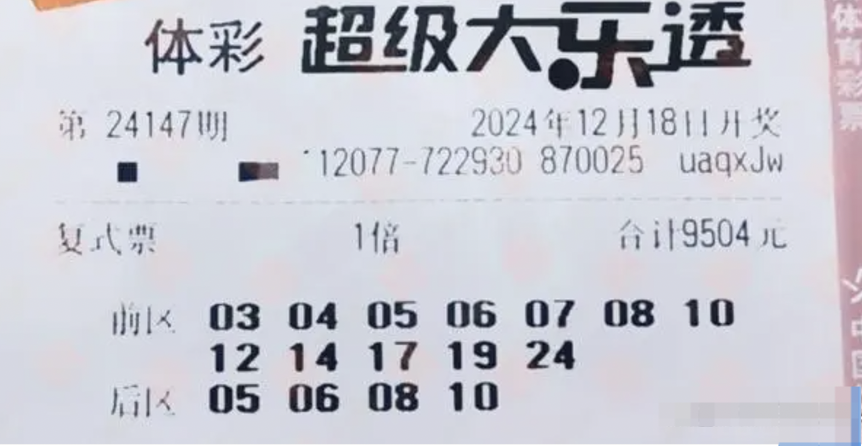 体彩 超级大乐透
第 24147期 2024年12月18日开奖
12077-722930 870025 uaqxJw
复式票 1倍 合计9504元
前区 03 04 05 06 07 08 10
12 14 17 19 24
后区 05 06 08 10
体育彩票
中国